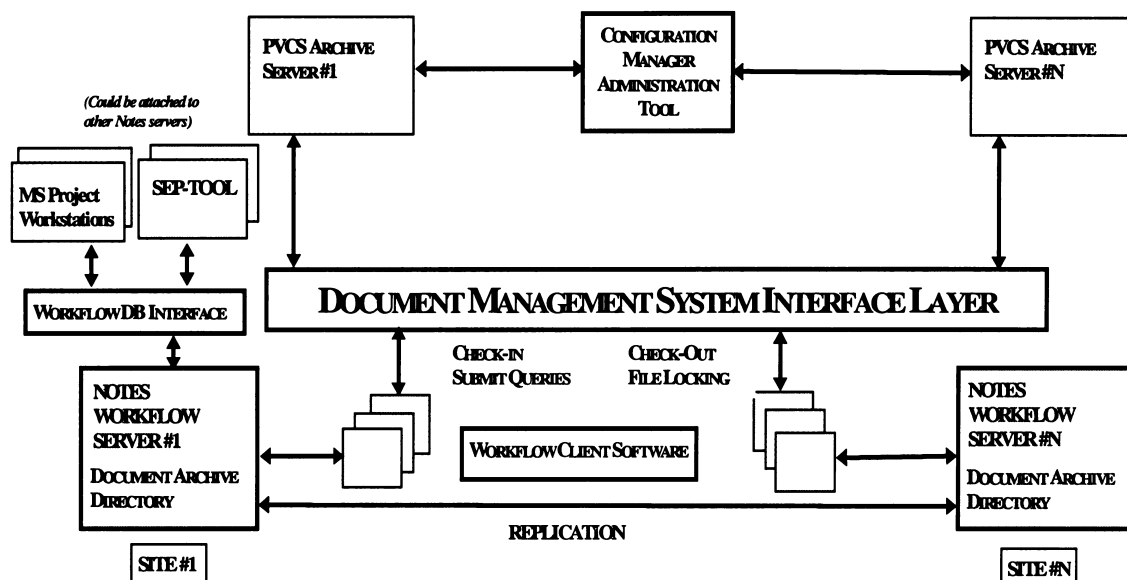 PVCS ARCHIVE
SERVER #1
CONFIGURATION
MANAGER
ADMINISTRATION
TOOL
PVCS ARCHIVE
SERVER #N
(Could be attached to
other Notes servers)
MS Project
Workstations
SEP-TOOL
DOCUMENT MANAGEMENT SYSTEM INTERFACE LAYER
WORKFLOW DB INTERFACE
CHECK-IN
SUBMIT QUERIES
CHECK-OUT
FILE LOCKING
NOTES
WORKFLOW
SERVER #1
DOCUMENT ARCHIVE
DIRECTORY
WORKFLOW CLIENT SOFTWARE
NOTES
WORKFLOW
SERVER #N
DOCUMENT ARCHIVE
DIRECTORY
REPLICATION
SITE #1
SITE #N